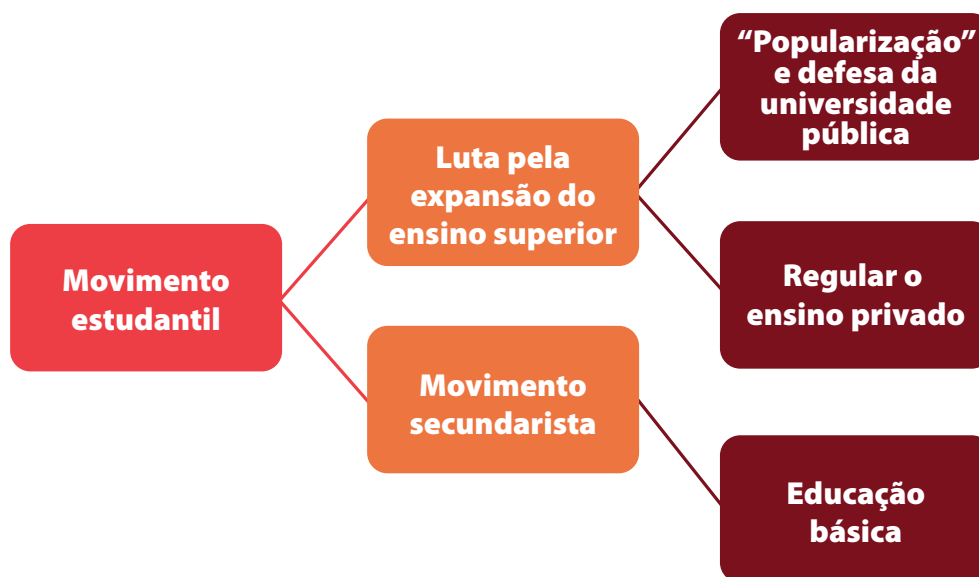 Movimento
estudantil
Luta pela
expansão do
ensino superior
Movimento
secundarista
“Popularização”
e defesa da
universidade
pública
Regular o
ensino privado
Educação
básica